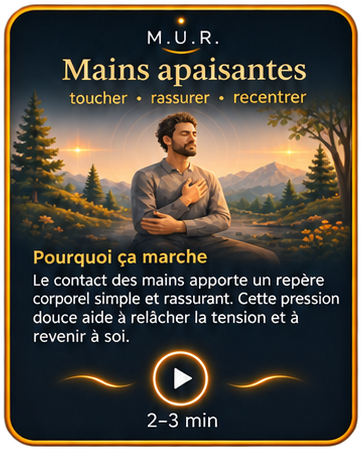 M.U.R.
Mains apaisantes
toucher • rassurer • recentrer
Pourquoi ça marche
Le contact des mains apporte un repère
corporel simple et rassurant. Cette pression
douce aide à relâcher la tension et à
revenir à soi.
2–3 min